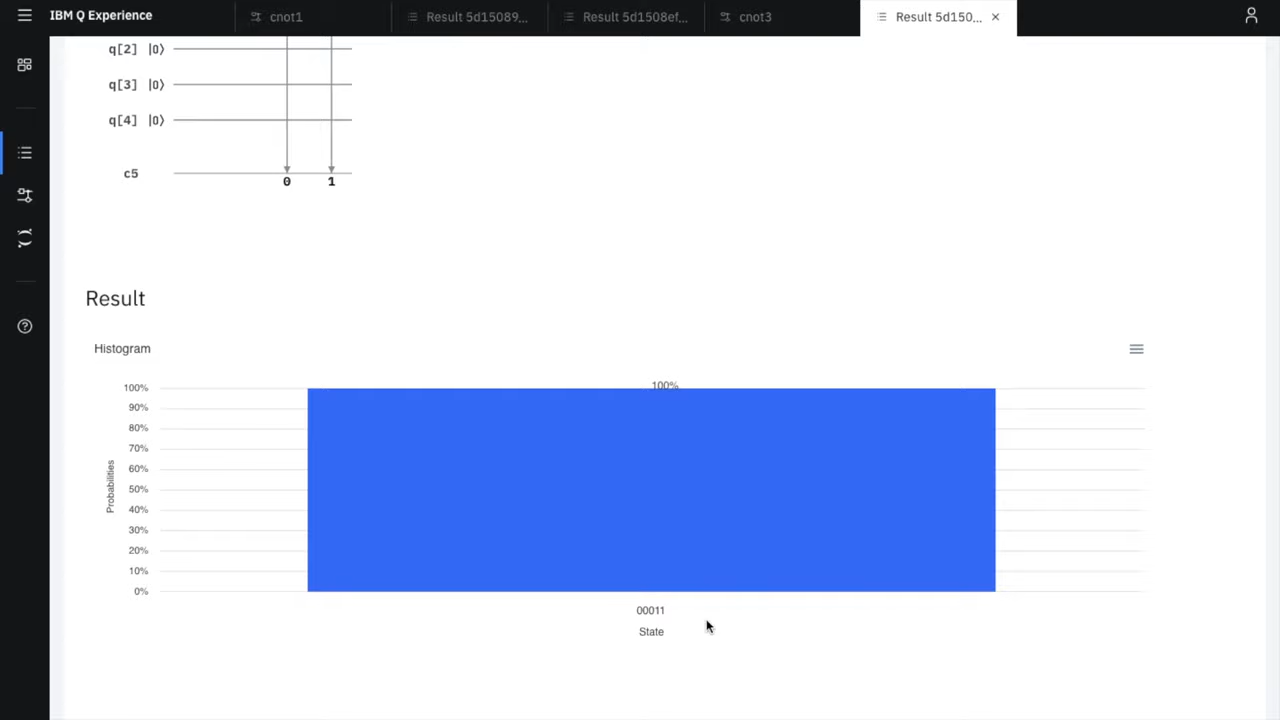 IBM Q Experience
cnot1
Result 5d15089...
Result 5d1508ef...
cnot3
Result 5d150...
q[2] |0⟩
q[3] |0⟩
q[4] |0⟩
c5
0 1
Result
Histogram
100%
100%
90%
80%
70%
60%
50%
40%
30%
20%
10%
0%
Probabilities
00011
State